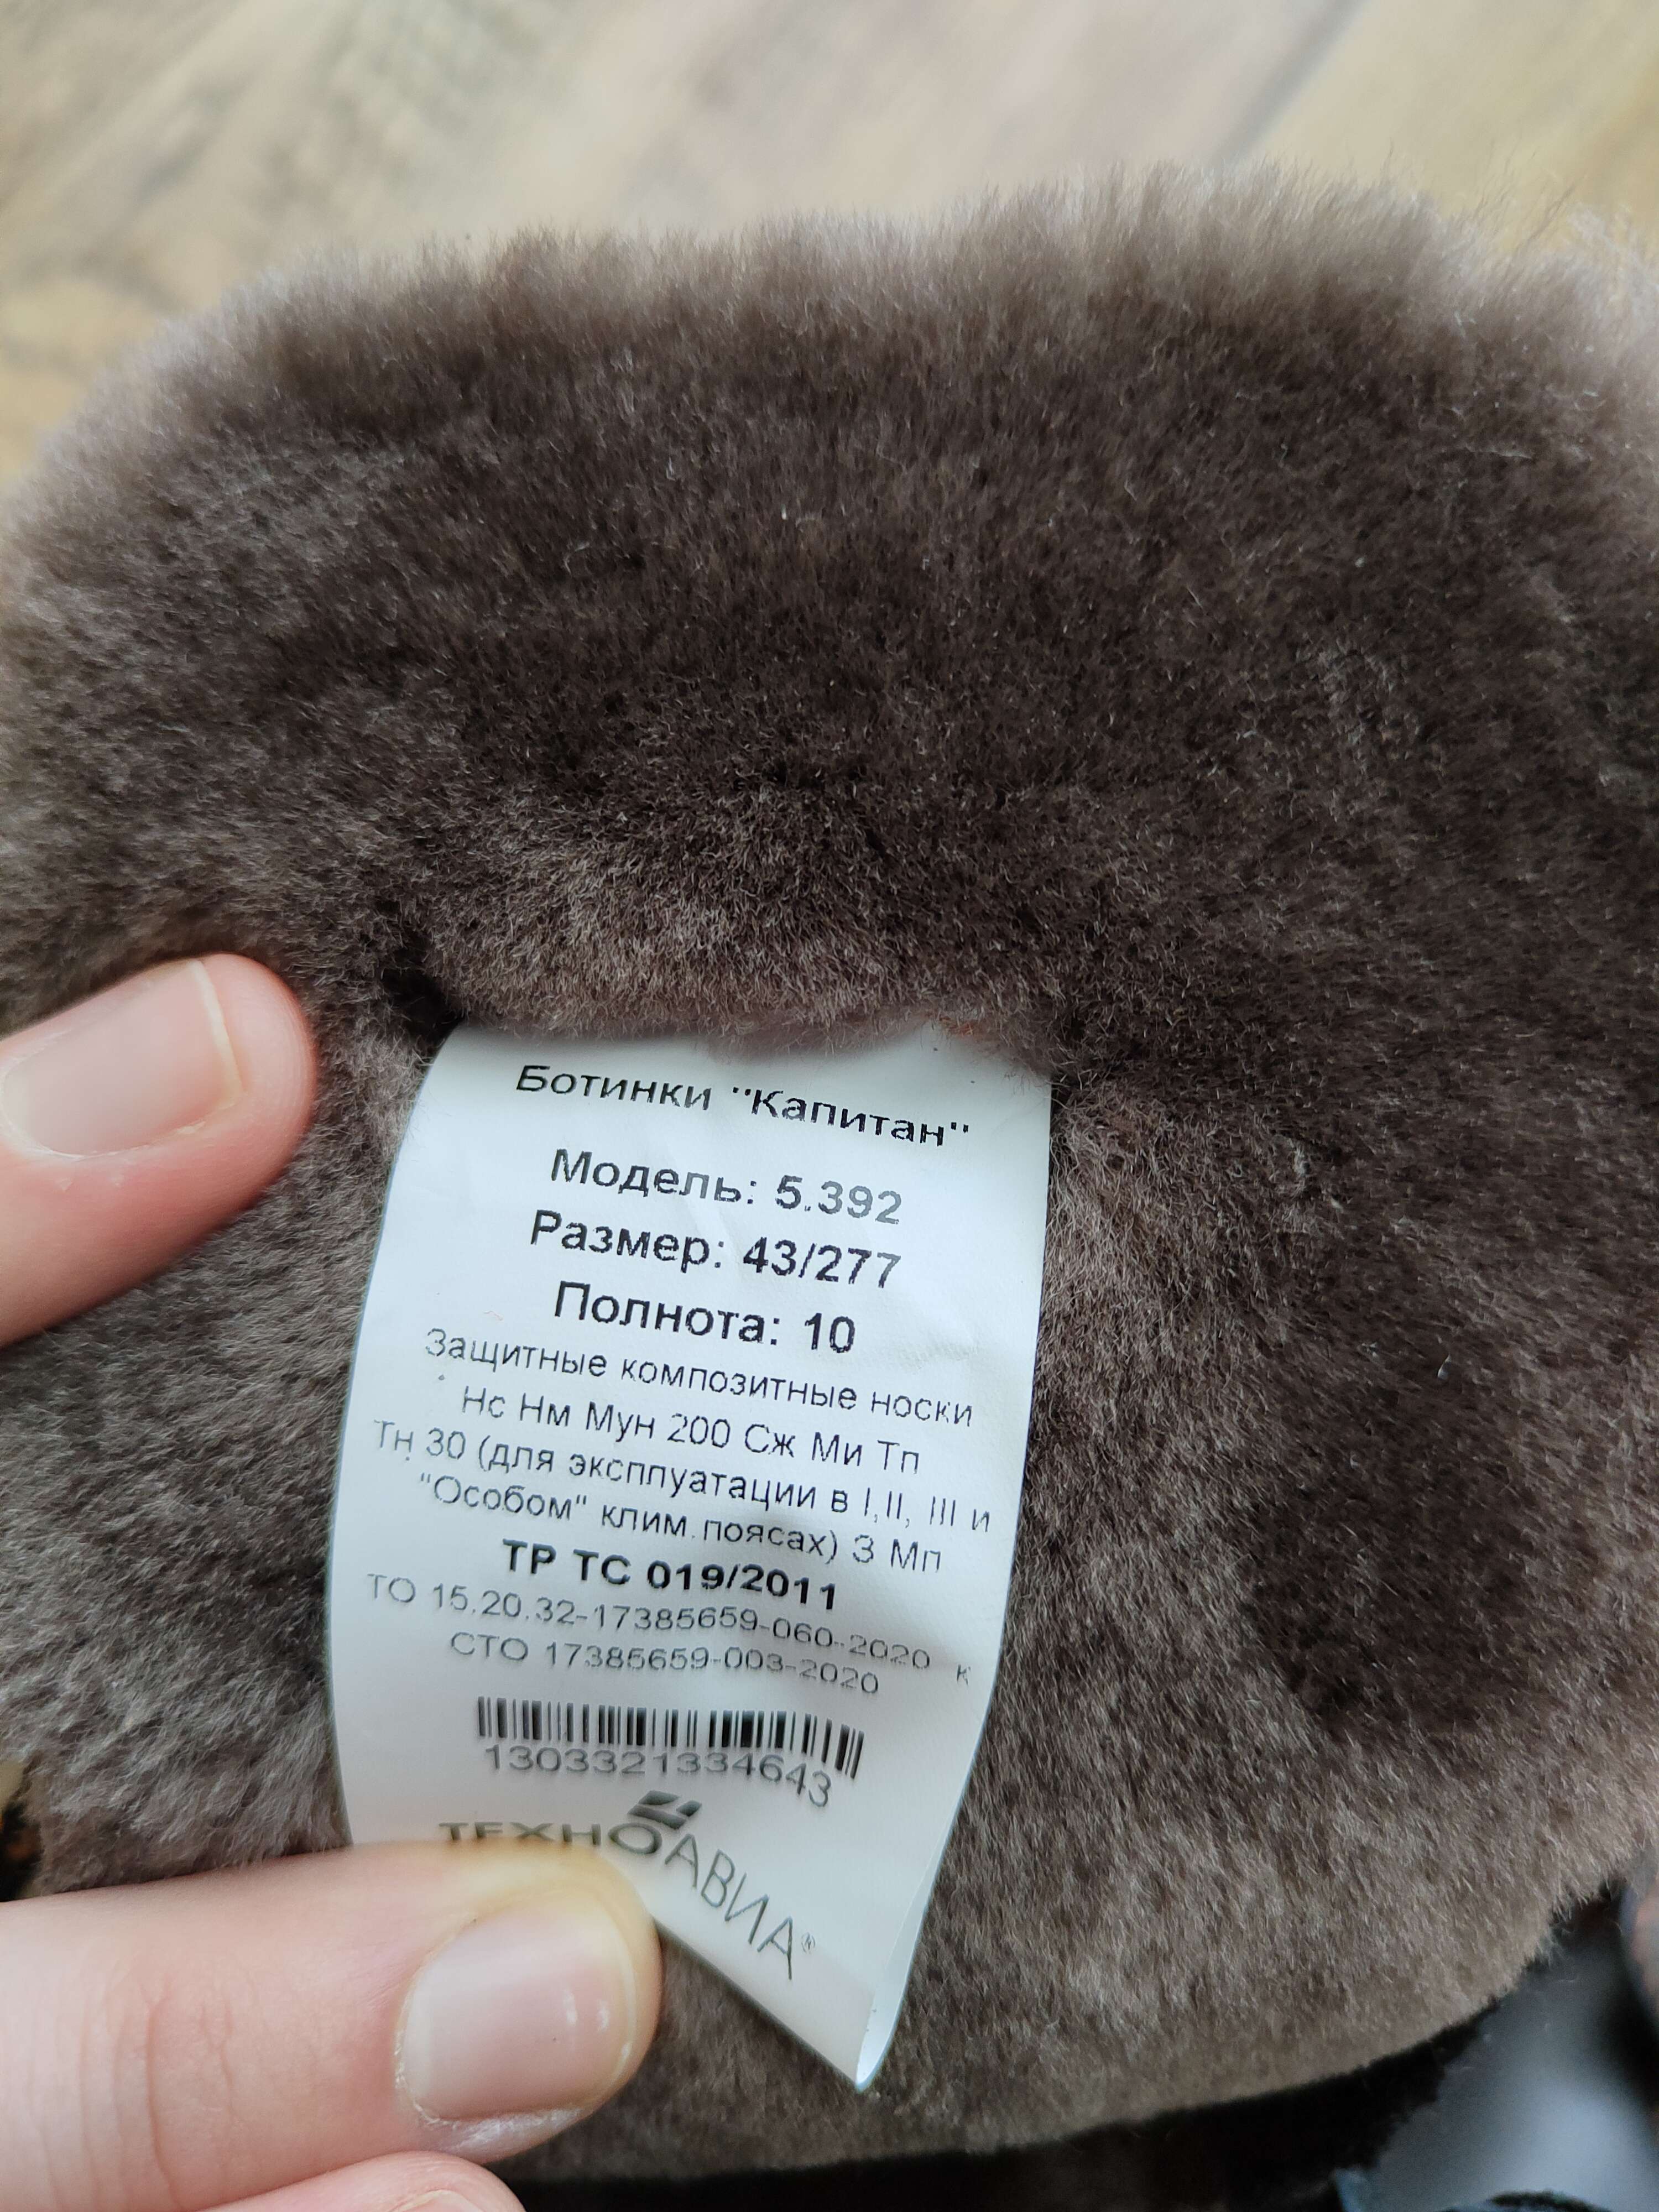 Ботинки "Капитан"
Модель: 5.392
Размер: 43/277
Полнота: 10
Защитные композитные носки
Нс Нм Мун 200 Сж Ми Тп
Тн 30 (для эксплуатации в I,II, III и
"Особом" клим.поясах) З Мп
ТР ТС 019/2011
ТО 15.20.32-17385659-060-2020 к
СТО 17385659-003-2020
1303321334643
ТЕХНОАВИА®